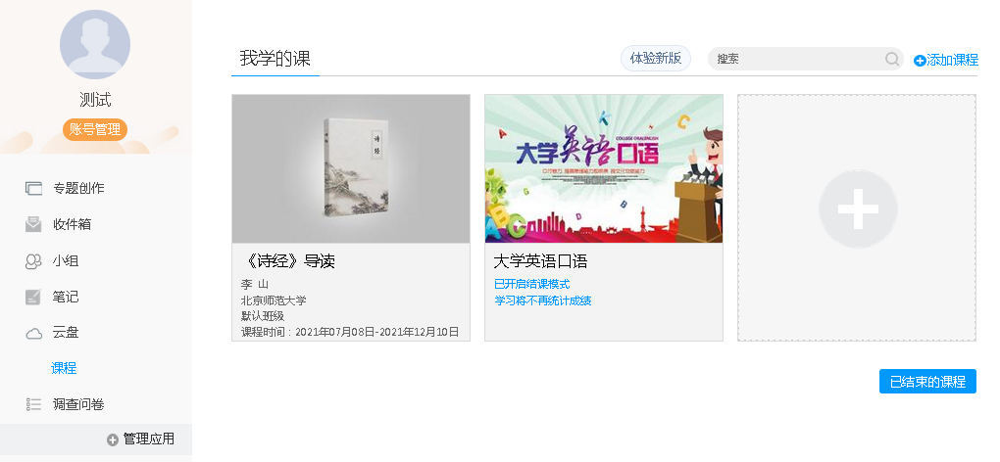 测试
账号管理
专题创作
收件箱
小组
笔记
云盘
课程
调查问卷
管理应用
我学的课
体验新版
搜索
添加课程
诗经
《诗经》导读
李 山
北京师范大学
默认班级
课程时间：2021年07月08日-2021年12月10日
COLLEGE ORALENGLISH
大学英语口语
A
K
C
A
B
C
D
B
大学英语口语
已开启结课模式
学习将不再统计成绩
已结束的课程